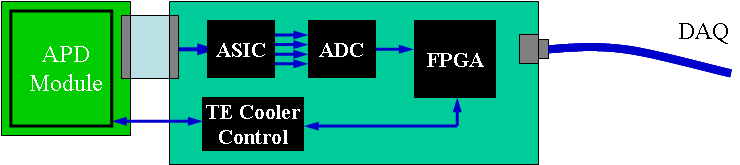 APD
Module
ASIC
ADC
FPGA
TE Cooler
Control
DAQ